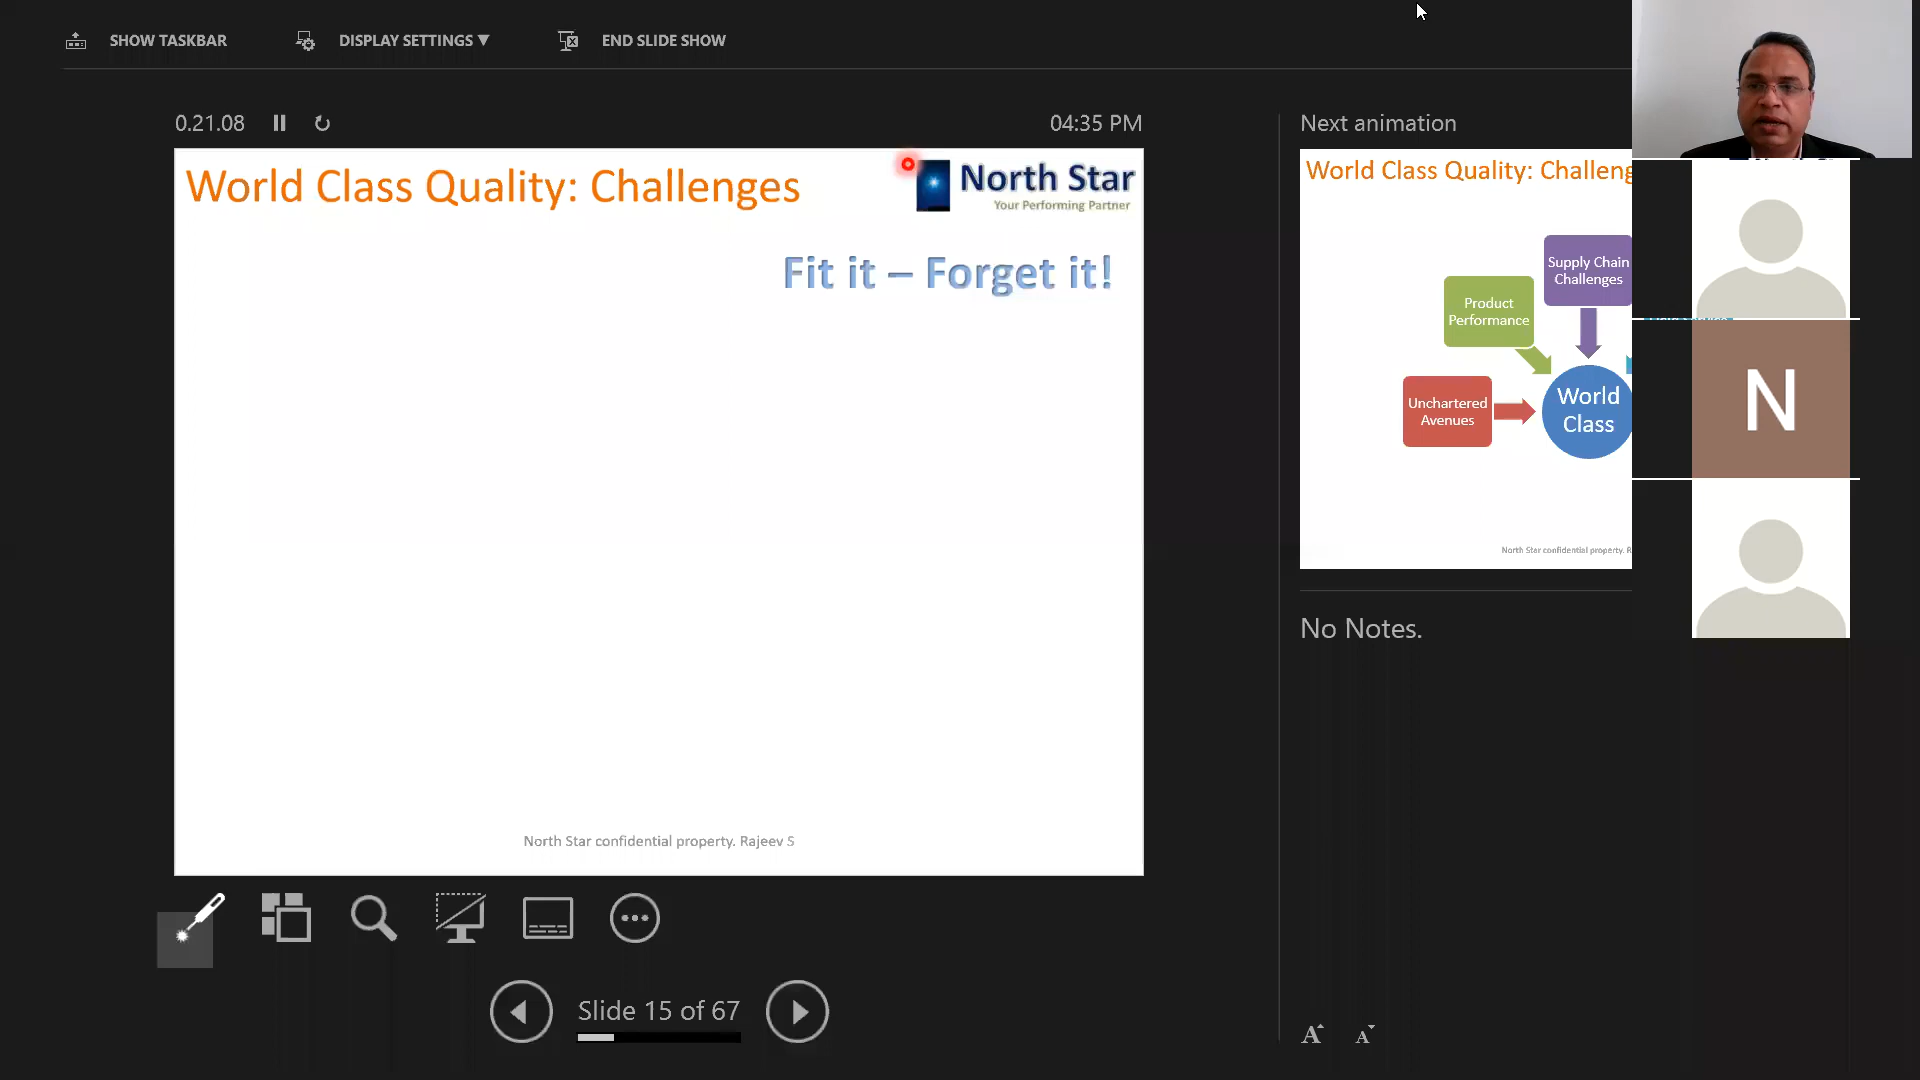 SHOW TASKBAR
DISPLAY SETTINGS ▼
END SLIDE SHOW
0.21.08
04:35 PM
World Class Quality: Challenges
North Star
Your Performing Partner
Fit it – Forget it!
North Star confidential property. Rajeev S
Next animation
World Class Quality: Challeng
Supply Chain
Challenges
Product
Performance
Unchartered
Avenues
World
Class
North Star confidential property. R
N
No Notes.
Slide 15 of 67
A
A